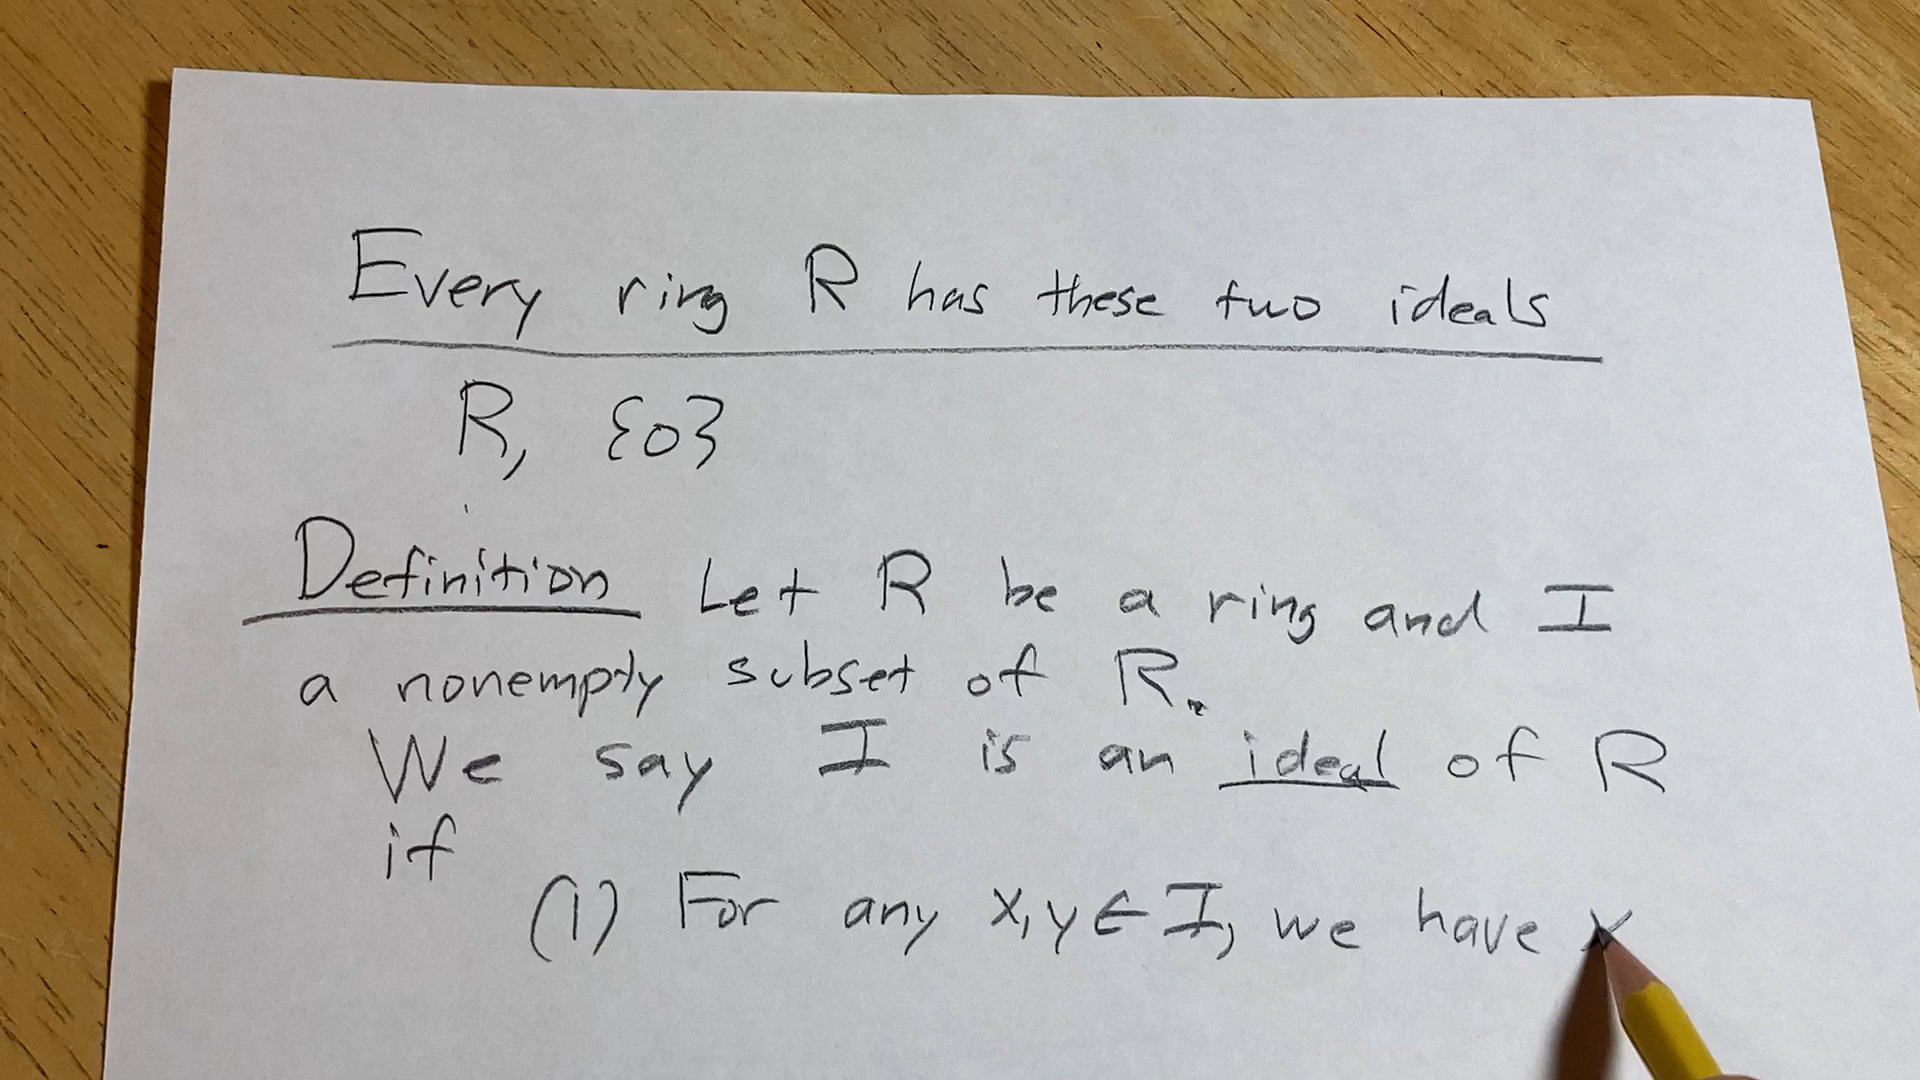 Every ring R has these two ideals
R, {0}
Definition Let R be a ring and I
a nonempty subset of R.
We say I is an ideal of R
if
(1) For any x, y ∈ I, we have x